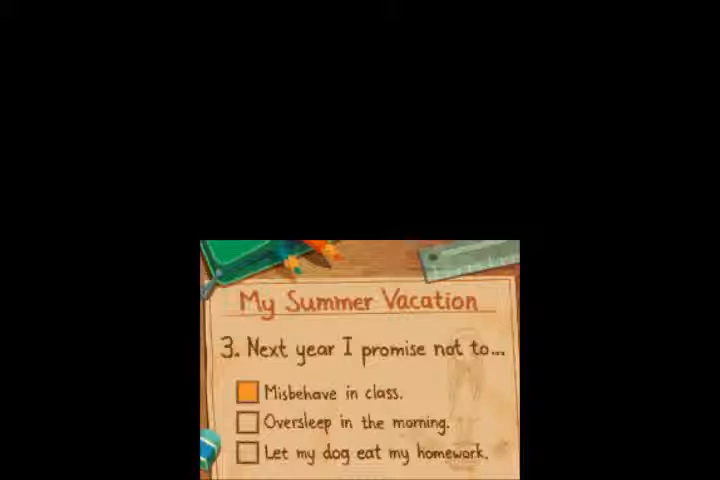 My Summer Vacation
3. Next year I promise not to...
Misbehave in class.
Oversleep in the morning.
Let my dog eat my homework.